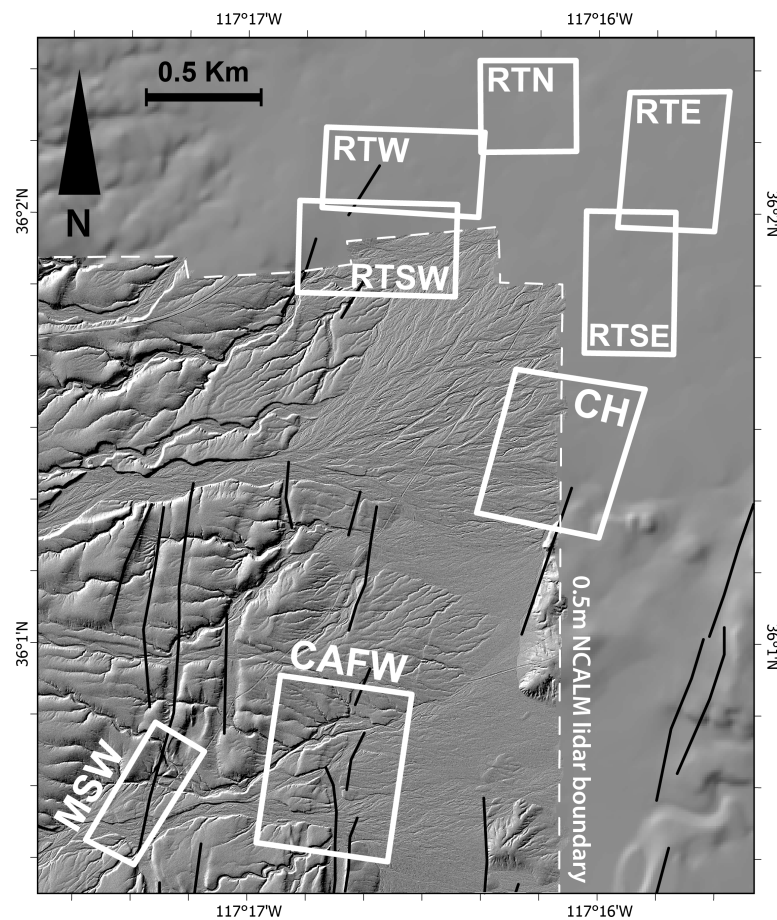 117°17'W
117°16'W
0.5 Km
RTN
RTE
RTW
N
36°2'N
36°2'N
RTSW
RTSE
CH
0.5m NCALM lidar boundary
36°1'N
36°1'N
CAFW
MSW
117°17'W
117°16'W